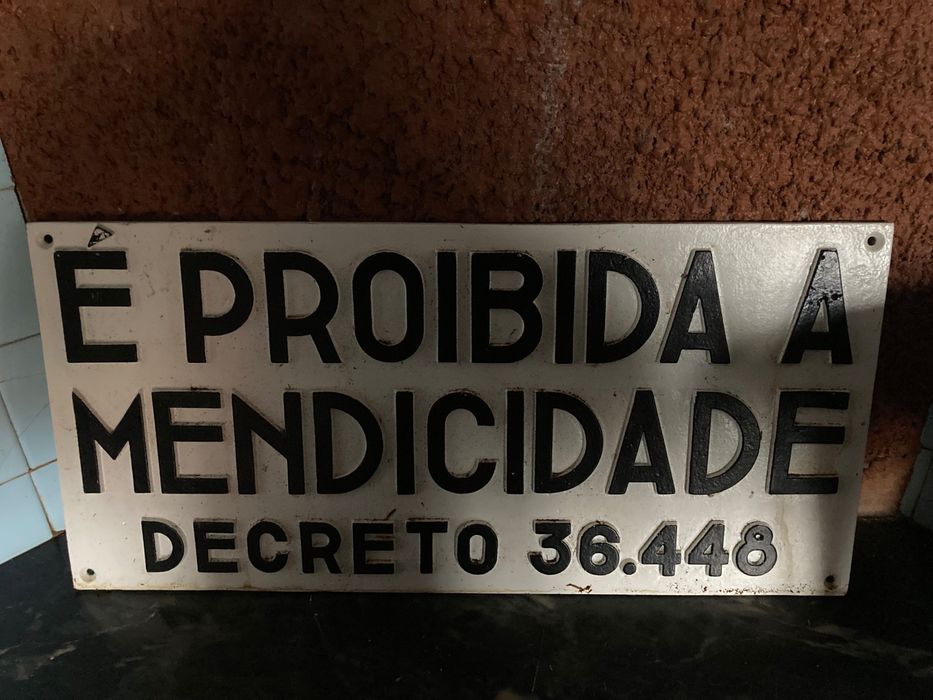 É PROIBIDA A
MENDICIDADE
DECRETO 36.448